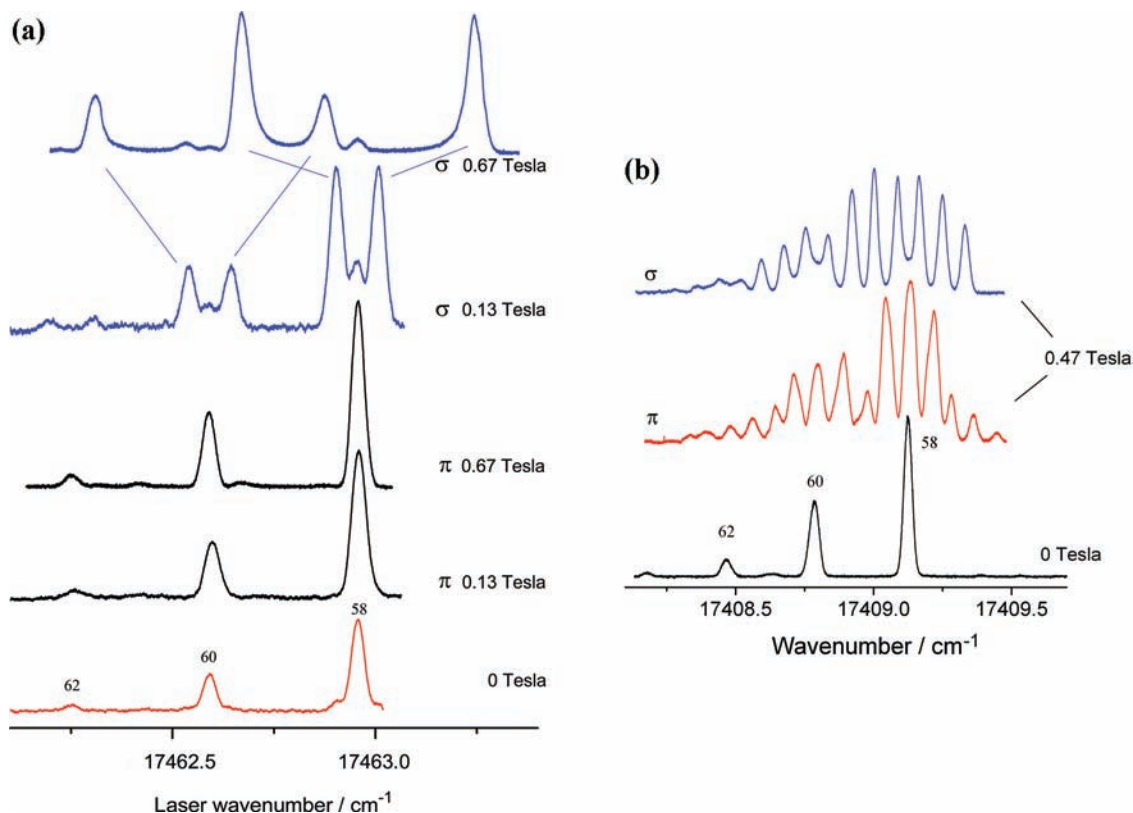 (a)
σ 0.67 Tesla
σ 0.13 Tesla
π 0.67 Tesla
π 0.13 Tesla
58
60
62
0 Tesla
17462.5 17463.0
Laser wavenumber / cm⁻¹
(b)
σ
0.47 Tesla
π
58
60
62
0 Tesla
17408.5 17409.0 17409.5
Wavenumber / cm⁻¹